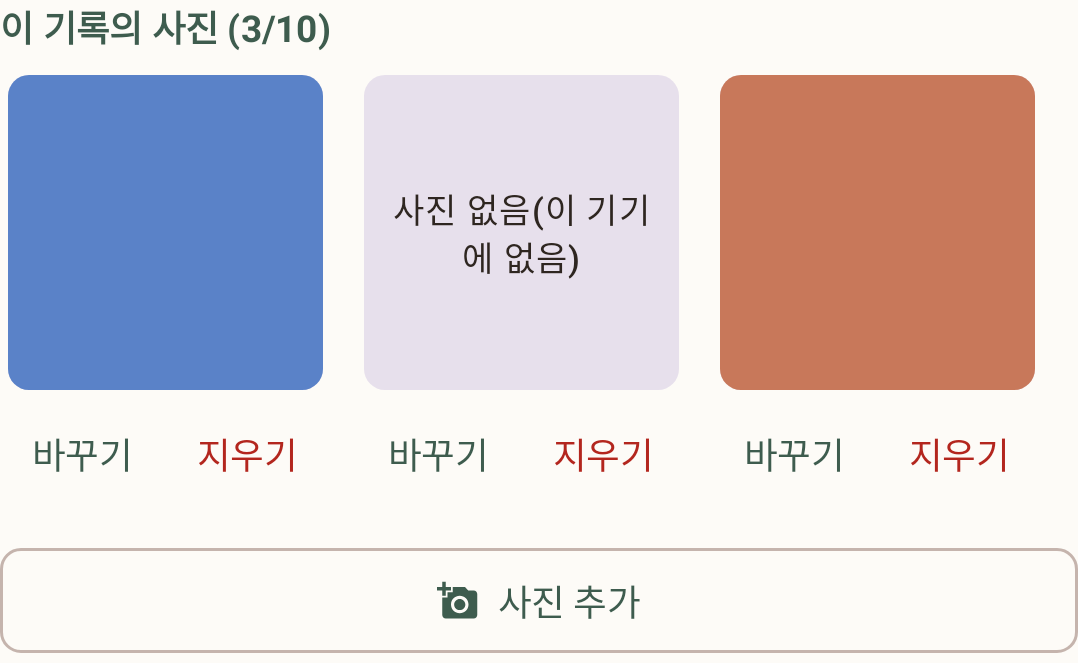 이 기록의 사진 (3/10)
사진 없음(이 기기
에 없음)
바꾸기 지우기 바꾸기 지우기 바꾸기 지우기
사진 추가